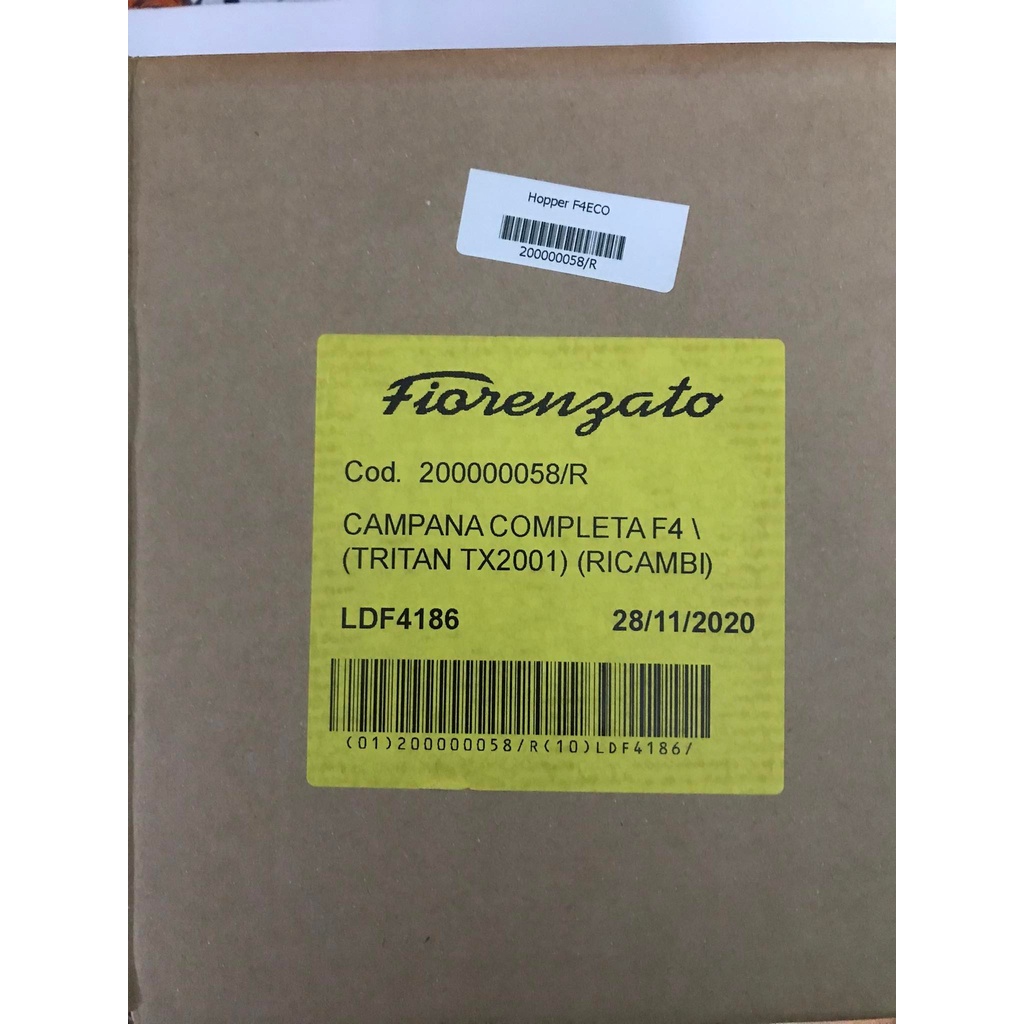 Hopper F4ECO
200000058/R
Fiorenzato
Cod. 200000058/R
CAMPANA COMPLETA F4 \
(TRITAN TX2001) (RICAMBI)
LDF4186 28/11/2020
(01)200000058/R(10)LDF4186/